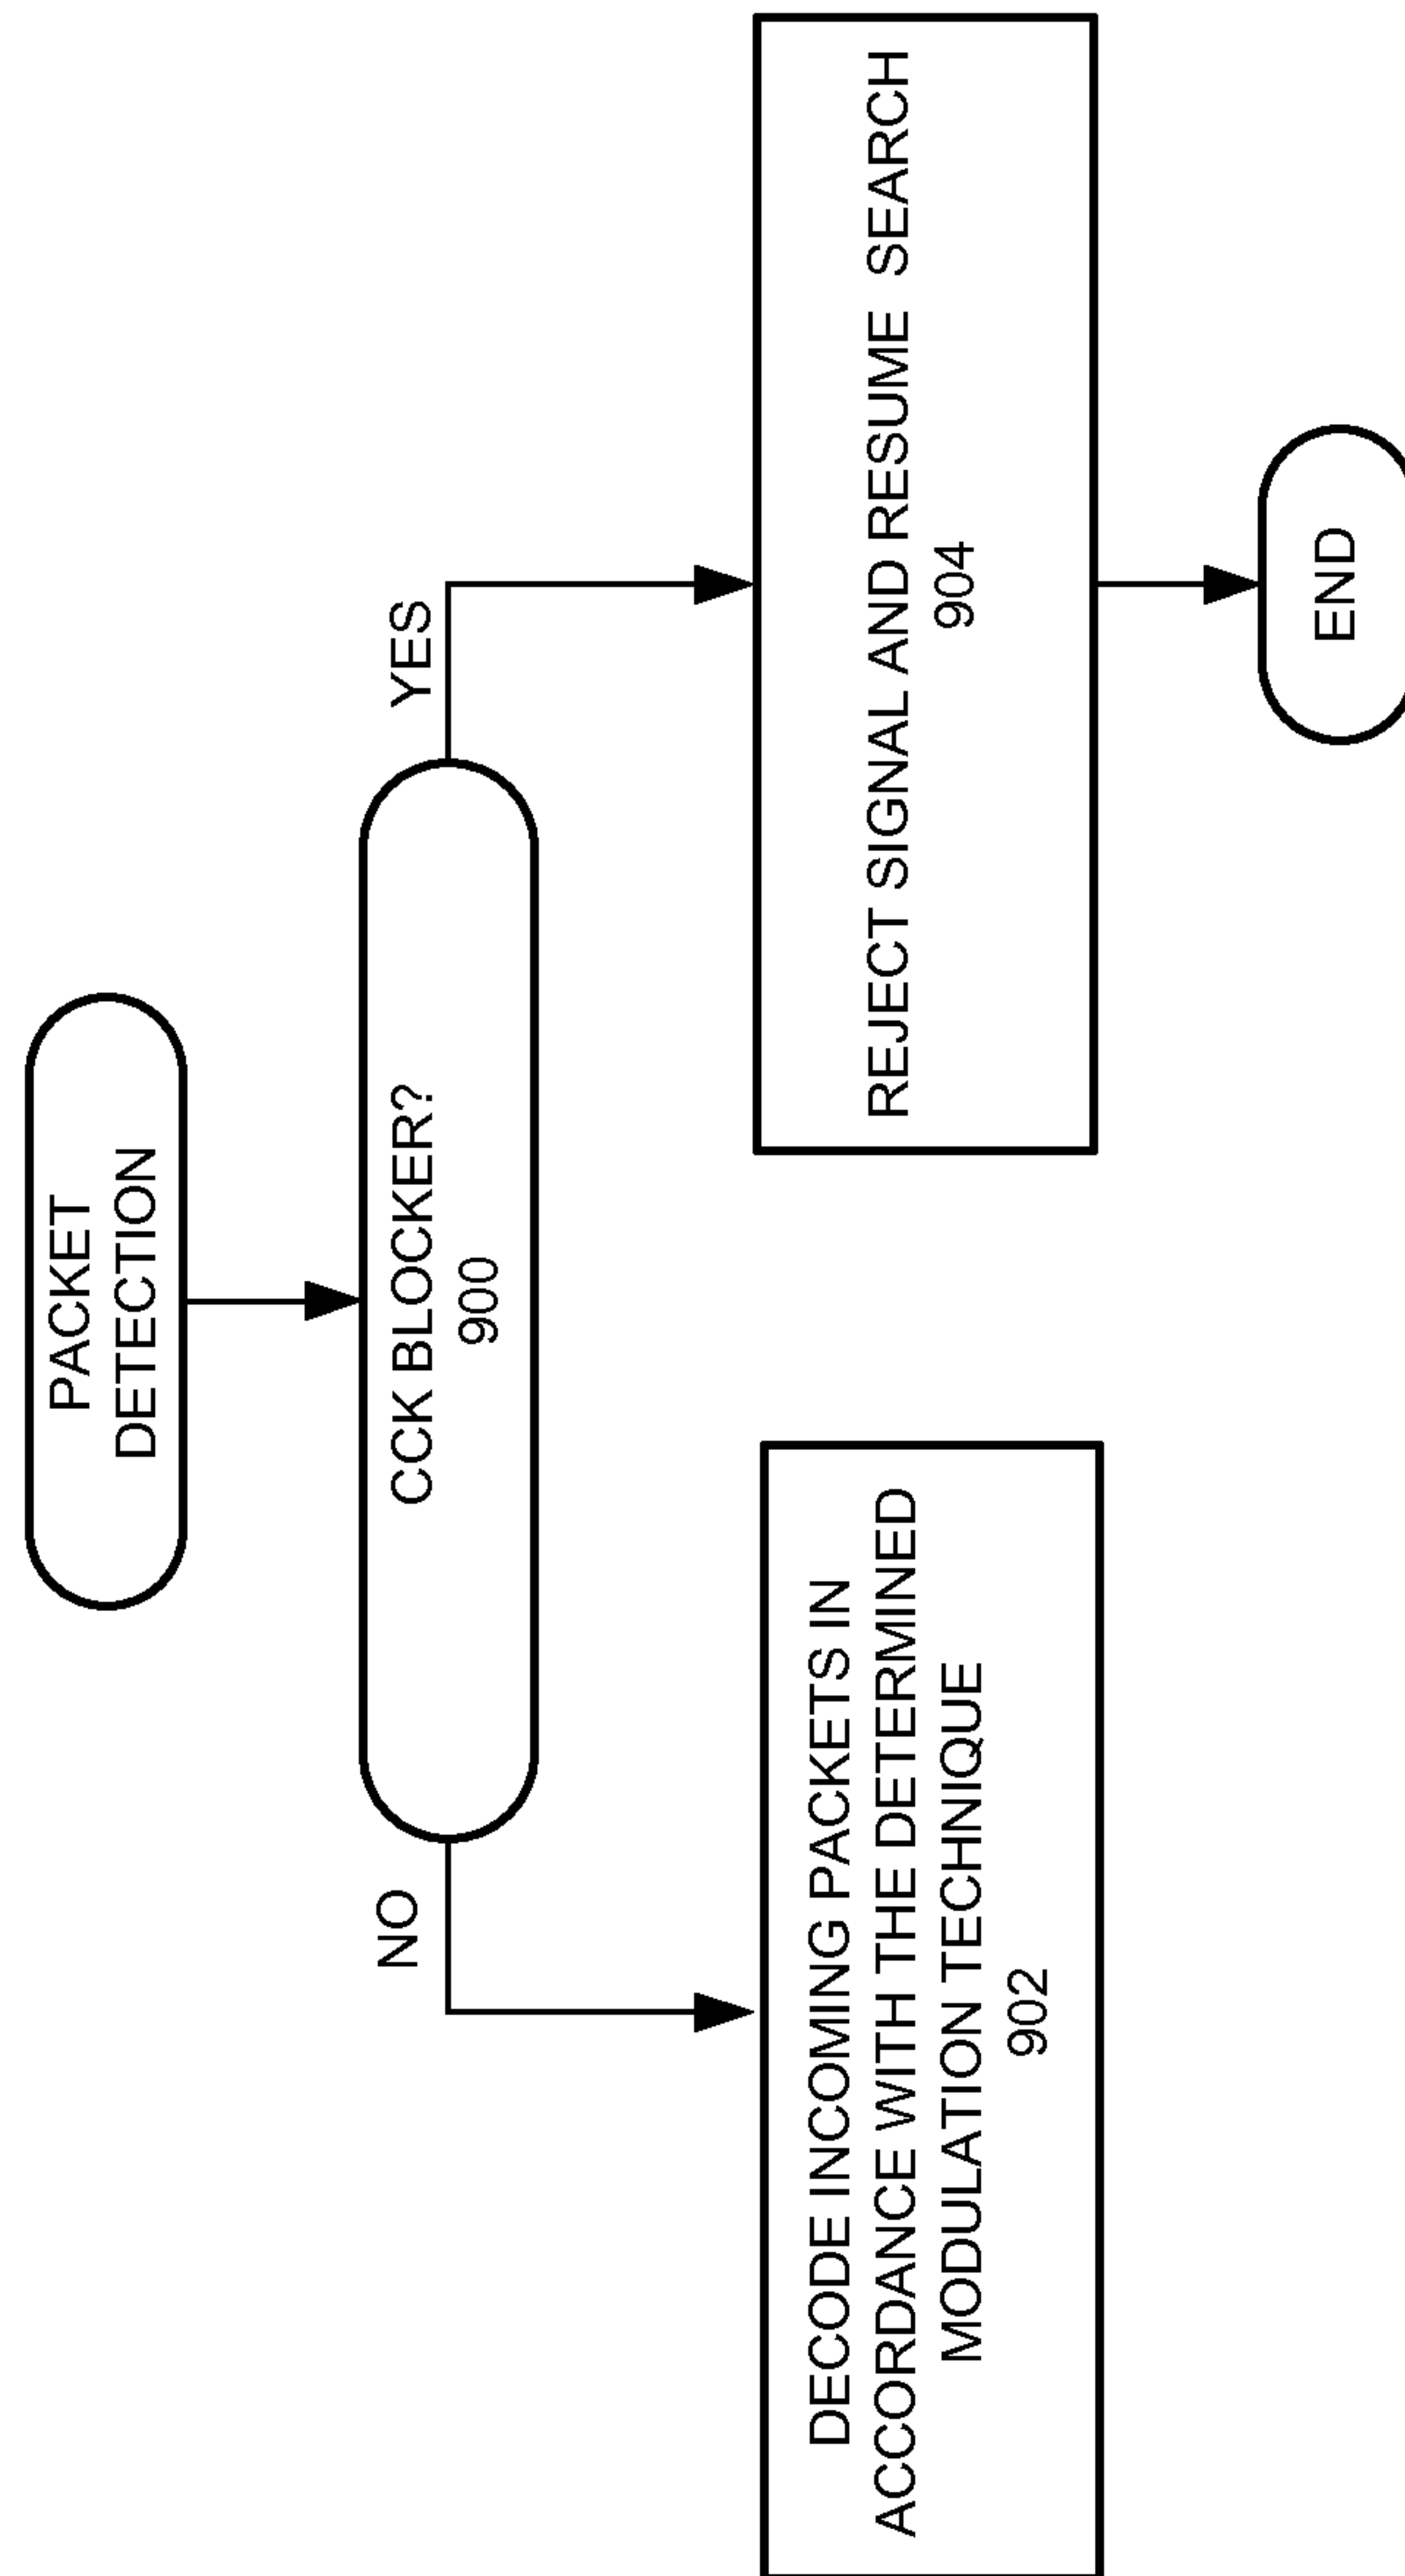 PACKET
DETECTION
CCK BLOCKER?
900
NO
YES
DECODE INCOMING PACKETS IN
ACCORDANCE WITH THE DETERMINED
MODULATION TECHNIQUE
902
REJECT SIGNAL AND RESUME SEARCH
904
END